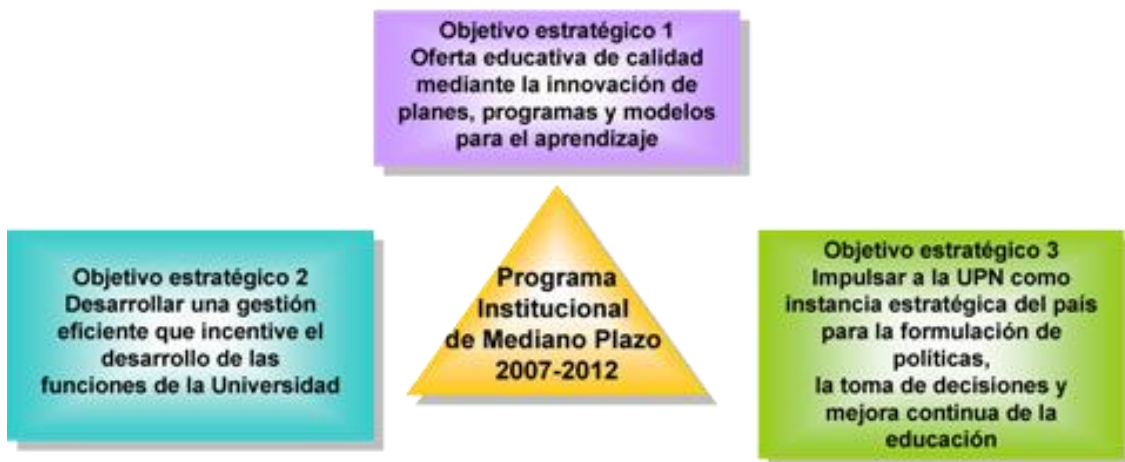 Objetivo estratégico 1
Oferta educativa de calidad
mediante la innovación de
planes, programas y modelos
para el aprendizaje
Objetivo estratégico 2
Desarrollar una gestión
eficiente que incentive el
desarrollo de las
funciones de la Universidad
Programa
Institucional
de Mediano Plazo
2007-2012
Objetivo estratégico 3
Impulsar a la UPN como
instancia estratégica del país
para la formulación de
políticas,
la toma de decisiones y
mejora continua de la
educación